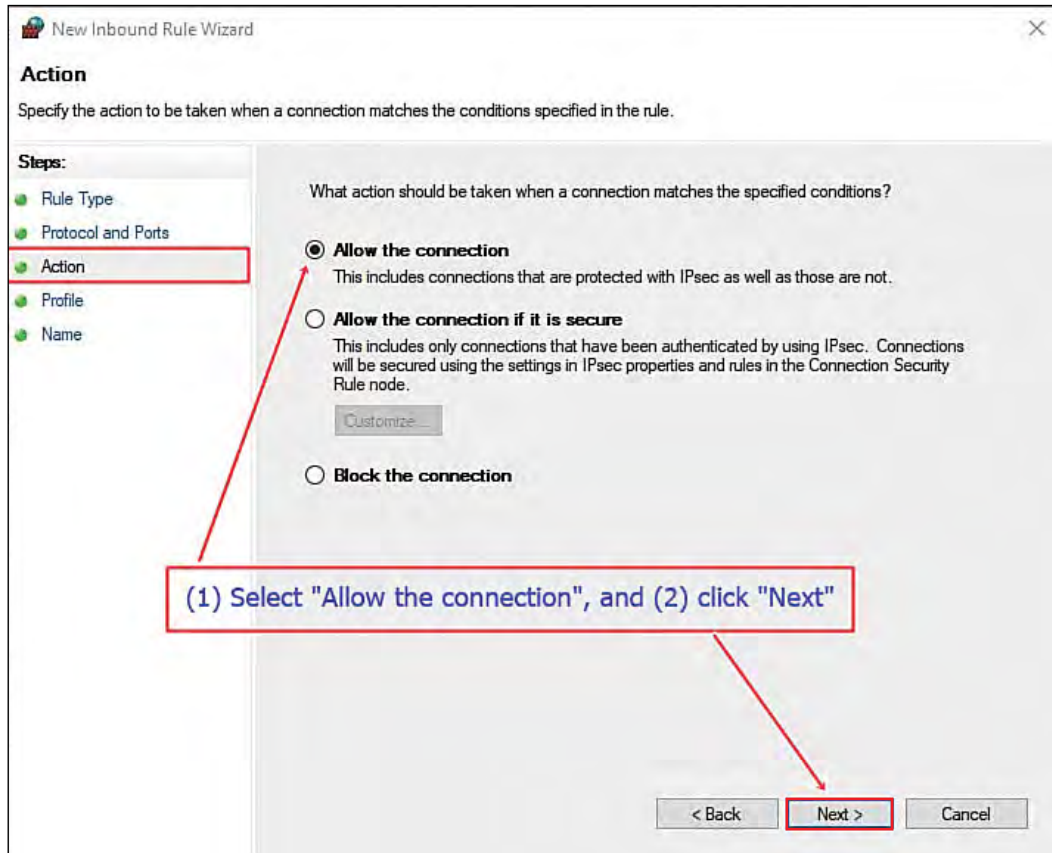 New Inbound Rule Wizard
Action
Specify the action to be taken when a connection matches the conditions specified in the rule.
Steps:
Rule Type
Protocol and Ports
Action
Profile
Name
What action should be taken when a connection matches the specified conditions?
Allow the connection
This includes connections that are protected with IPsec as well as those are not.
Allow the connection if it is secure
This includes only connections that have been authenticated by using IPsec. Connections
will be secured using the settings in IPsec properties and rules in the Connection Security
Rule node.
Customize...
Block the connection
(1) Select "Allow the connection", and (2) click "Next"
< Back
Next >
Cancel